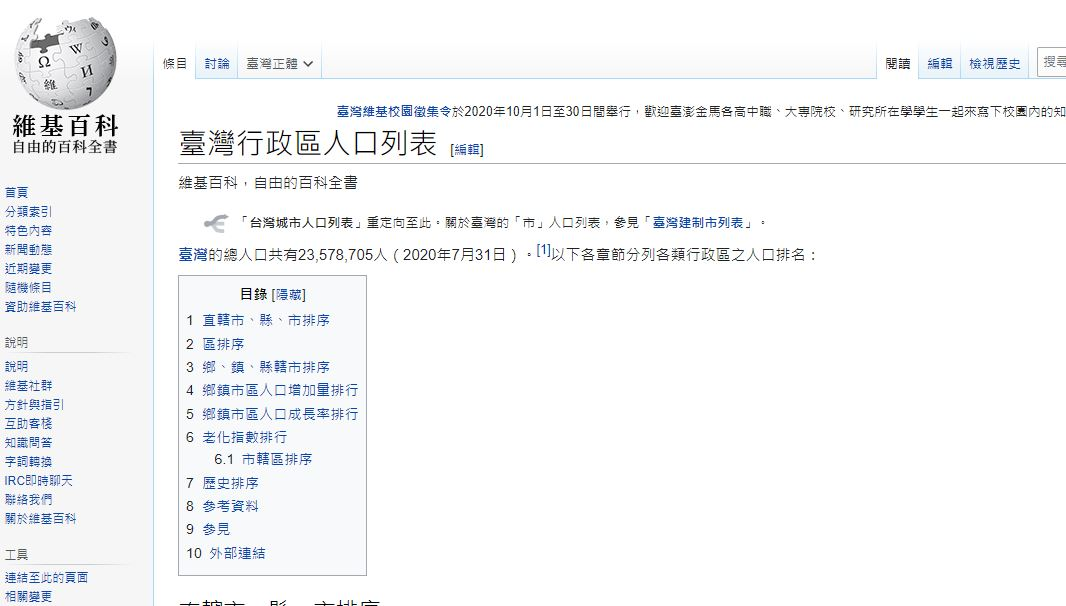 維基百科
自由的百科全書
條目 討論 臺灣正體
閱讀 編輯 檢視歷史 搜尋
臺灣維基校園徵集令於2020年10月1日至30日間舉行，歡迎臺澎金馬各高中職、大專院校、研究所在學學生一起來寫下校園內的知
臺灣行政區人口列表 [編輯]
維基百科，自由的百科全書
「台灣城市人口列表」重定向至此。關於臺灣的「市」人口列表，參見「臺灣建制市列表」。
臺灣的總人口共有23,578,705人（2020年7月31日）。[1]以下各章節分列各類行政區之人口排名：
目錄 [隱藏]
1 直轄市、縣、市排序
2 區排序
3 鄉、鎮、縣轄市排序
4 鄉鎮市區人口增加量排行
5 鄉鎮市區人口成長率排行
6 老化指數排行
6.1 市轄區排序
7 歷史排序
8 參考資料
9 參見
10 外部連結
直轄市、縣、市排序
首頁
分類索引
特色內容
新聞動態
近期變更
隨機條目
資助維基百科
說明
說明
維基社群
方針與指引
互助客棧
知識問答
字詞轉換
IRC即時聊天
聯絡我們
關於維基百科
工具
連結至此的頁面
相關變更